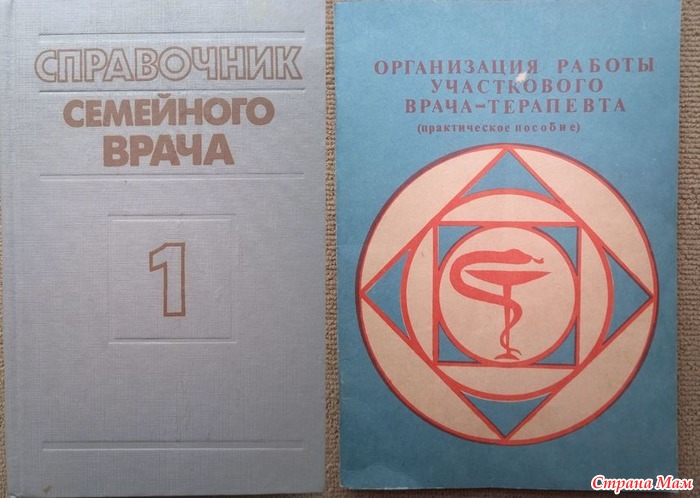 СПРАВОЧНИК
СЕМЕЙНОГО
ВРАЧА
1
ОРГАНИЗАЦИЯ РАБОТЫ
УЧАСТКОВОГО
ВРАЧА-ТЕРАПЕВТА
(практическое пособие)
Страна Мам